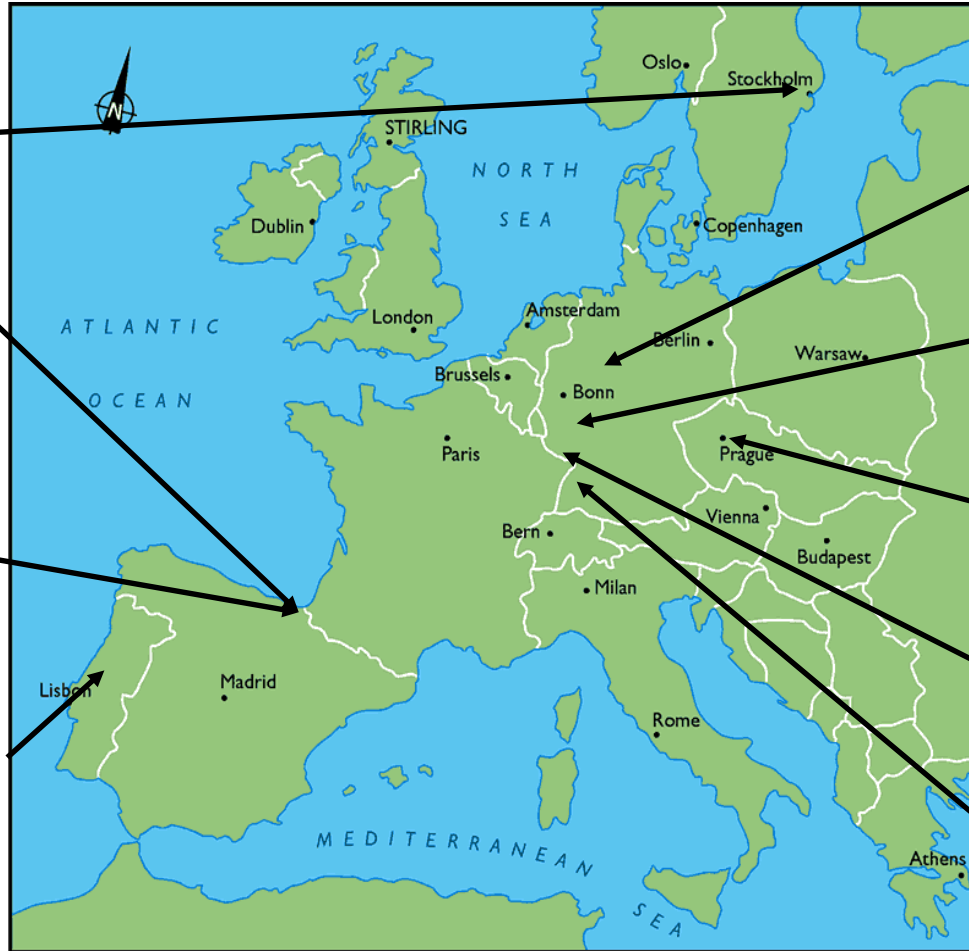 N
Oslo
Stockholm
STIRLING
NORTH
SEA
Dublin
Copenhagen
ATLANTIC
OCEAN
London
Amsterdam
Berlin
Warsaw
Brussels
Bonn
Paris
Prague
Vienna
Bern
Budapest
Milan
Lisbon
Madrid
Rome
MEDITERRANEAN
SEA
Athens